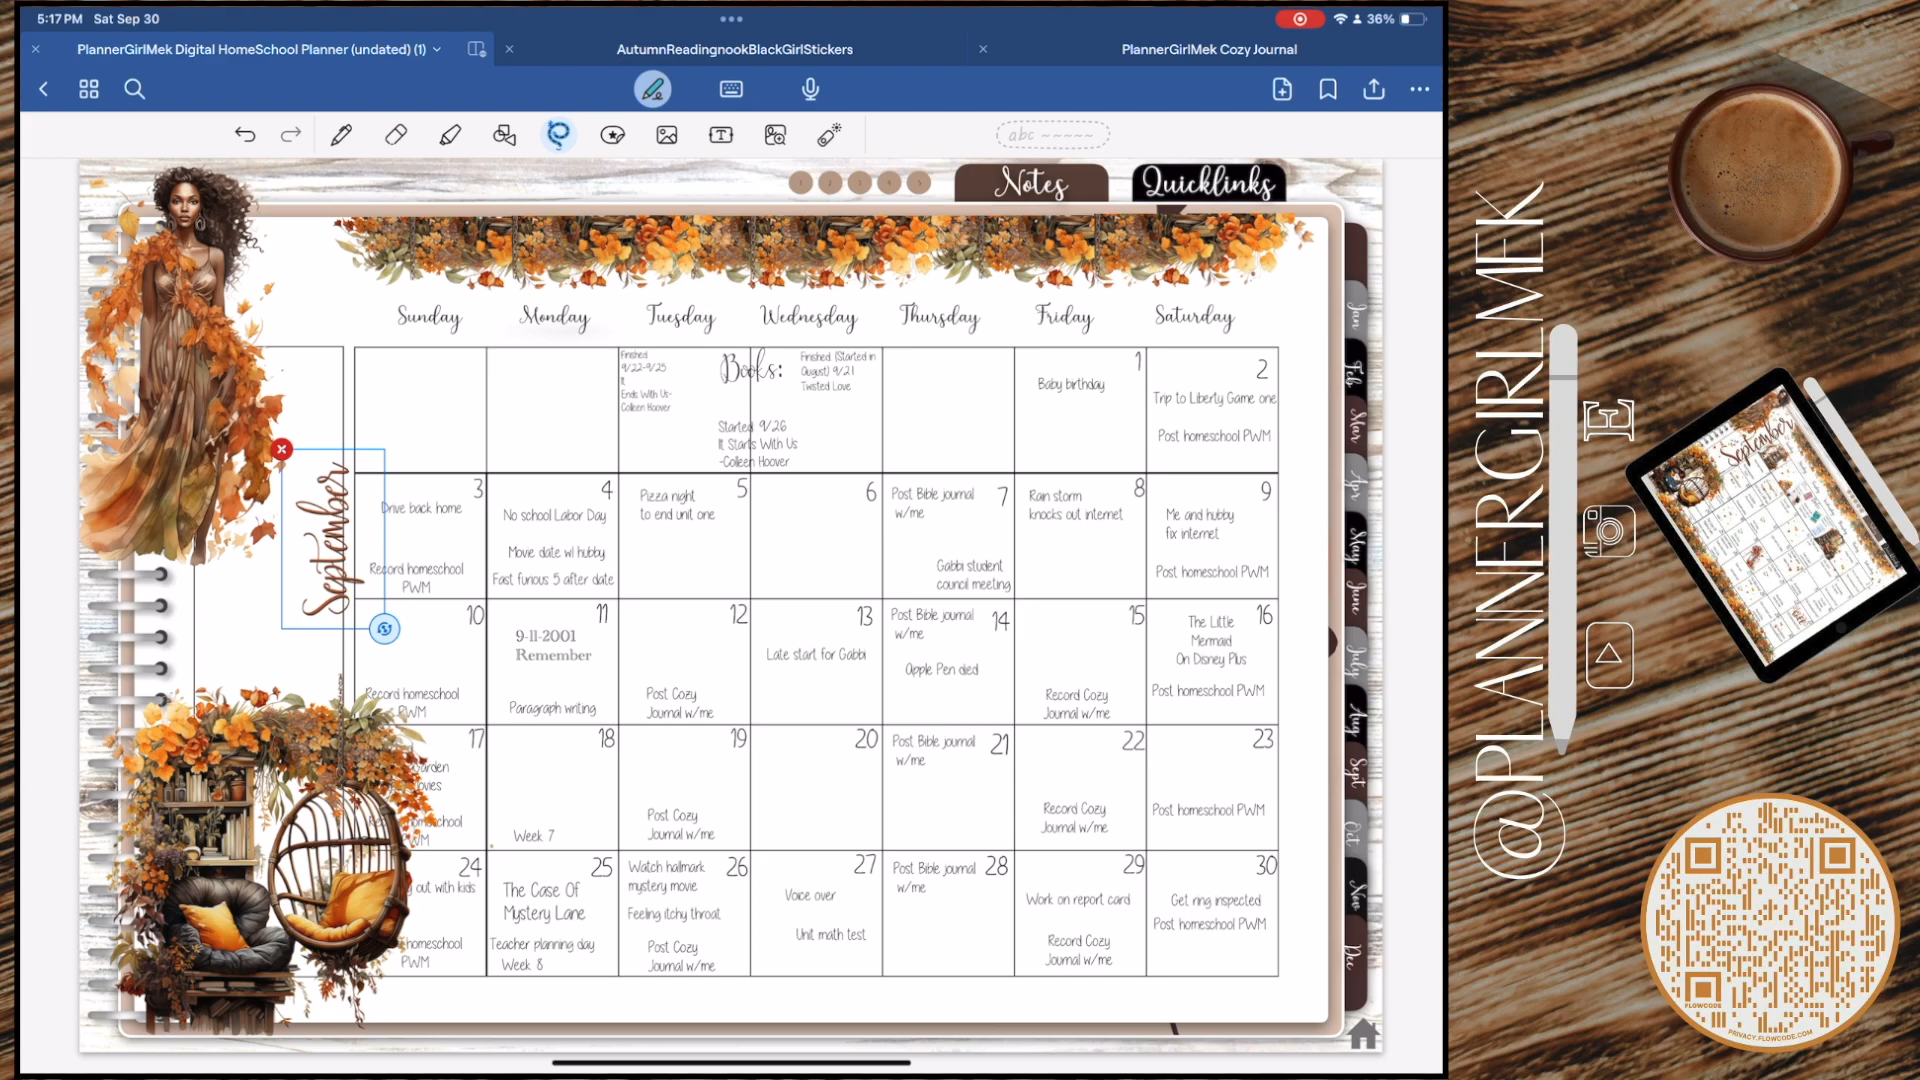 5:17 PM Sat Sep 30
36%
PlannerGirlMek Digital HomeSchool Planner (undated) (1)
AutumnReadingnookBlackGirlStickers
PlannerGirlMek Cozy Journal
abc
1 2 3 4 5
Notes
Quicklinks
Sunday Monday Tuesday Wednesday Thursday Friday Saturday
Finished
9/22-9/25
It
Ends With Us-
Colleen Hoover
Books:
Finished (Started in
August) 9/21
Twisted Love
Started 9/26
It Starts With Us
-Colleen Hoover
1
Baby birthday
2
Trip to Liberty Game one
Post homeschool PWM
September
3
Drive back home
Record homeschool
PWM
4
No school Labor Day
Move date w/ hubby
Fast furious 5 after date
5
Pizza night
to end unit one
6
7
Post Bible journal
w/me
Gabbi student
council meeting
8
Rain storm
knocks out internet
9
Me and hubby
fix internet
Post homeschool PWM
10
Record homeschool
PWM
11
9-11-2001
Remember
Paragraph writing
12
Post Cozy
Journal w/me
13
Late start for Gabbi
14
Post Bible journal
w/me
Apple Pen died
15
Record Cozy
Journal w/me
16
The Little
Mermaid
On Disney Plus
Post homeschool PWM
17
18
Week 7
19
Post Cozy
Journal w/me
20
21
Post Bible journal
w/me
22
Record Cozy
Journal w/me
23
Post homeschool PWM
24
out with kids
homeschool
PWM
25
The Case Of
Mystery Lane
Teacher planning day
Week 8
26
Watch hallmark
mystery movie
Feeling itchy throat
Post Cozy
Journal w/me
27
Voice over
Unit math test
28
Post Bible journal
w/me
29
Work on report card
Record Cozy
Journal w/me
30
Get ring inspected
Post homeschool PWM
Jan
Feb
Mar
Apr
May
June
July
Aug
Sept
Oct
Nov
Dec
@PLANNERGIRLMEK
E
September
FLOWCODE
PRIVACY.FLOWCODE.COM